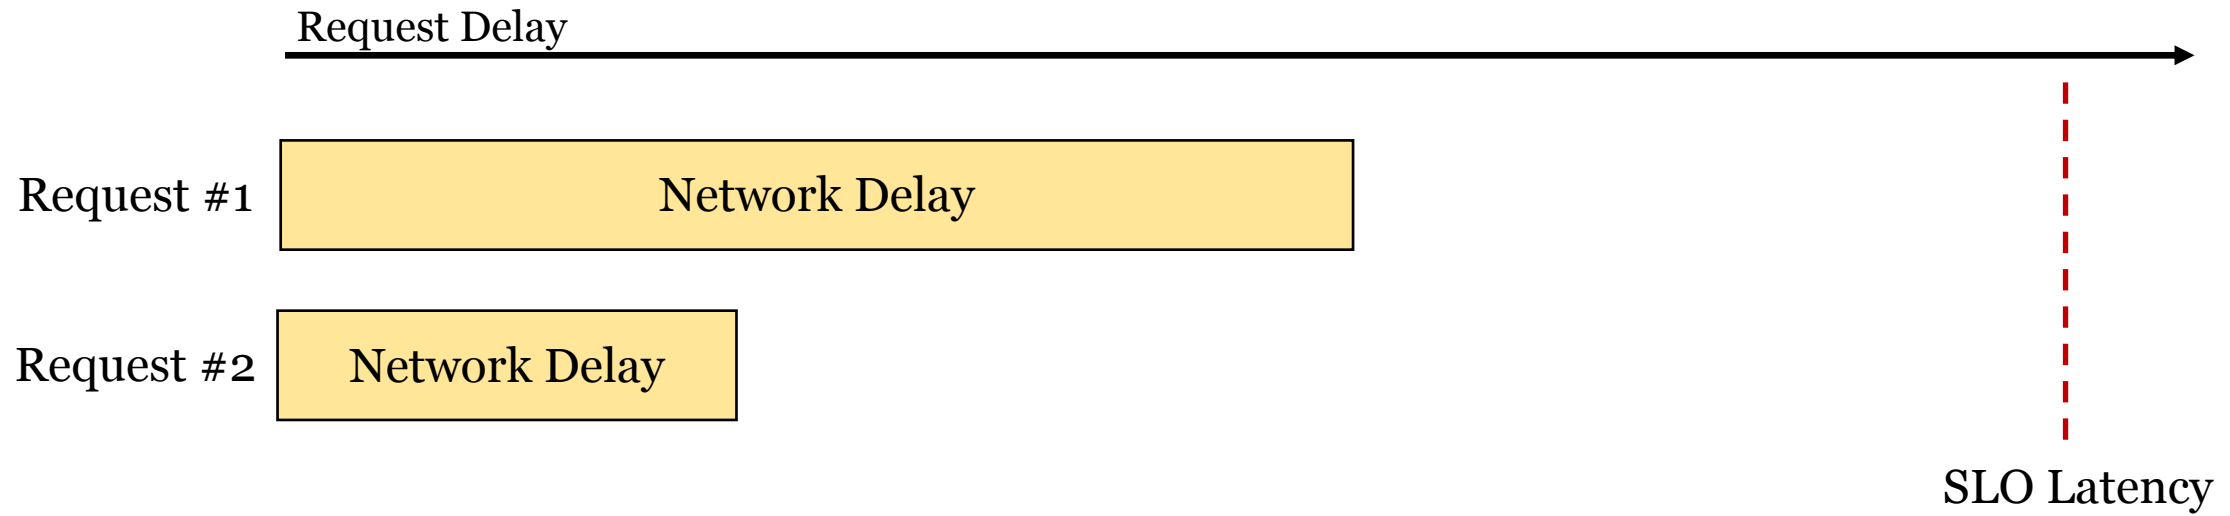 Request Delay
Request #1
Network Delay
Request #2
Network Delay
SLO Latency